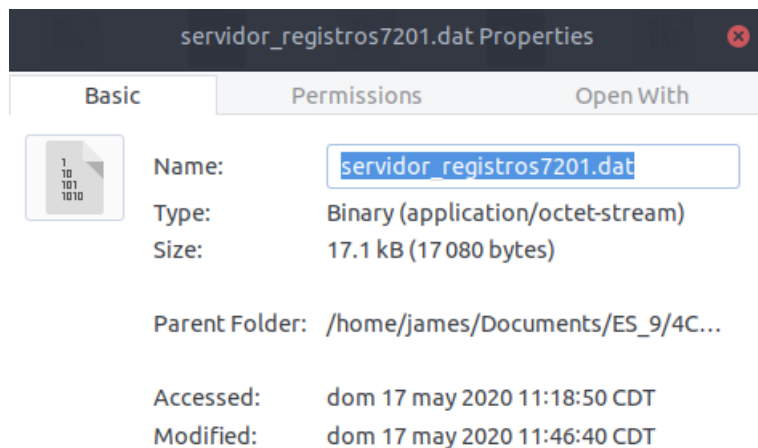 servidor_registros7201.dat Properties
Basic Permissions Open With
1
10
101
1010
Name: servidor_registros7201.dat
Type: Binary (application/octet-stream)
Size: 17.1 kB (17 080 bytes)
Parent Folder: /home/james/Documents/ES_9/4C...
Accessed: dom 17 may 2020 11:18:50 CDT
Modified: dom 17 may 2020 11:46:40 CDT